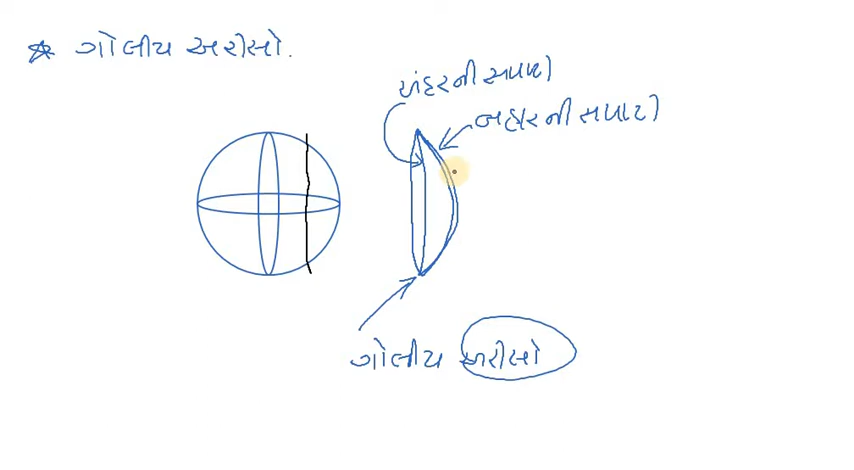 * ગોલીય અરીસો.
અંદરની સપાટી
બહારની સપાટી
ગોલીય અરીસો